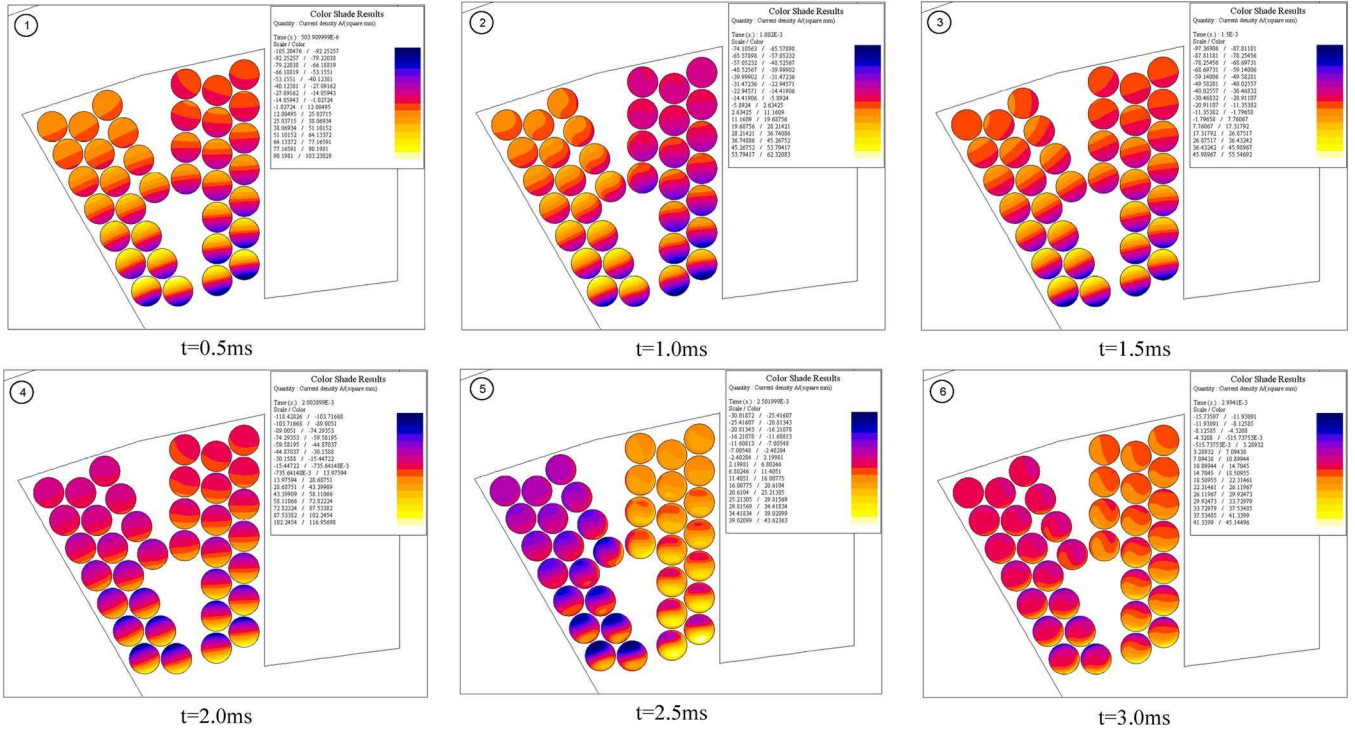 1
Color Shade Results
Quantity : Current density A/(square mm)
Time (s.) : 503.909999E-6
Scale / Color
-105.28476 / -92.25257
-92.25257 / -79.22038
-79.22038 / -66.18819
-66.18819 / -53.1551
-53.1551 / -40.12381
-40.12381 / -27.09162
-27.09162 / -14.05943
-14.05943 / -1.02724
-1.02724 / 12.00495
12.00495 / 25.03715
25.03715 / 38.06934
38.06934 / 51.10152
51.10152 / 64.13372
64.13372 / 77.16591
77.16591 / 90.1981
90.1981 / 103.23029
t=0.5ms
2
Color Shade Results
Quantity : Current density A/(square mm)
Time (s.) : 1.002E-3
Scale / Color
-74.10563 / -65.57898
-65.57898 / -57.05232
-57.05232 / -48.52567
-48.52567 / -39.99902
-39.99902 / -31.47236
-31.47236 / -22.94571
-22.94571 / -14.41906
-14.41906 / -5.8924
-5.8924 / 2.63425
2.63425 / 11.1609
11.1609 / 19.68756
19.68756 / 28.21421
28.21421 / 36.74086
36.74086 / 45.26752
45.26752 / 53.79417
53.79417 / 62.32083
t=1.0ms
3
Color Shade Results
Quantity : Current density A/(square mm)
Time (s.) : 1.5E-3
Scale / Color
-97.36906 / -87.81181
-87.81181 / -78.25456
-78.25456 / -68.69731
-68.69731 / -59.14006
-59.14006 / -49.58281
-49.58281 / -40.02557
-40.02557 / -30.46832
-30.46832 / -20.91107
-20.91107 / -11.35382
-11.35382 / -1.79658
-1.79658 / 7.76067
7.76067 / 17.31792
17.31792 / 26.87517
26.87517 / 36.43242
36.43242 / 45.98967
45.98967 / 55.54692
t=1.5ms
4
Color Shade Results
Quantity : Current density A/(square mm)
Time (s.) : 2.003899E-3
Scale / Color
-118.42826 / -103.71668
-103.71668 / -89.0051
-89.0051 / -74.29353
-74.29353 / -59.58195
-59.58195 / -44.87037
-44.87037 / -30.1588
-30.1588 / -15.44722
-15.44722 / -735.64148E-3
-735.64148E-3 / 13.97594
13.97594 / 28.68751
28.68751 / 43.39909
43.39909 / 58.11066
58.11066 / 72.82224
72.82224 / 87.53382
87.53382 / 102.2454
102.2454 / 116.95698
t=2.0ms
5
Color Shade Results
Quantity : Current density A/(square mm)
Time (s.) : 2.501999E-3
Scale / Color
-30.01872 / -25.41607
-25.41607 / -20.81343
-20.81343 / -16.21078
-16.21078 / -11.60813
-11.60813 / -7.00548
-7.00548 / -2.40284
-2.40284 / 2.19981
2.19981 / 6.80246
6.80246 / 11.4051
11.4051 / 16.00775
16.00775 / 20.6104
20.6104 / 25.21305
25.21305 / 29.81569
29.81569 / 34.41834
34.41834 / 39.02099
39.02099 / 43.62363
t=2.5ms
6
Color Shade Results
Quantity : Current density A/(square mm)
Time (s.) : 2.9941E-3
Scale / Color
-15.73597 / -11.93091
-11.93091 / -8.12585
-8.12585 / -4.3208
-4.3208 / -515.73753E-3
-515.73753E-3 / 3.28932
3.28932 / 7.09438
7.09438 / 10.89944
10.89944 / 14.7045
14.7045 / 18.50955
18.50955 / 22.31461
22.31461 / 26.11967
26.11967 / 29.92473
29.92473 / 33.72979
33.72979 / 37.53485
37.53485 / 41.3399
41.3399 / 45.14496
t=3.0ms